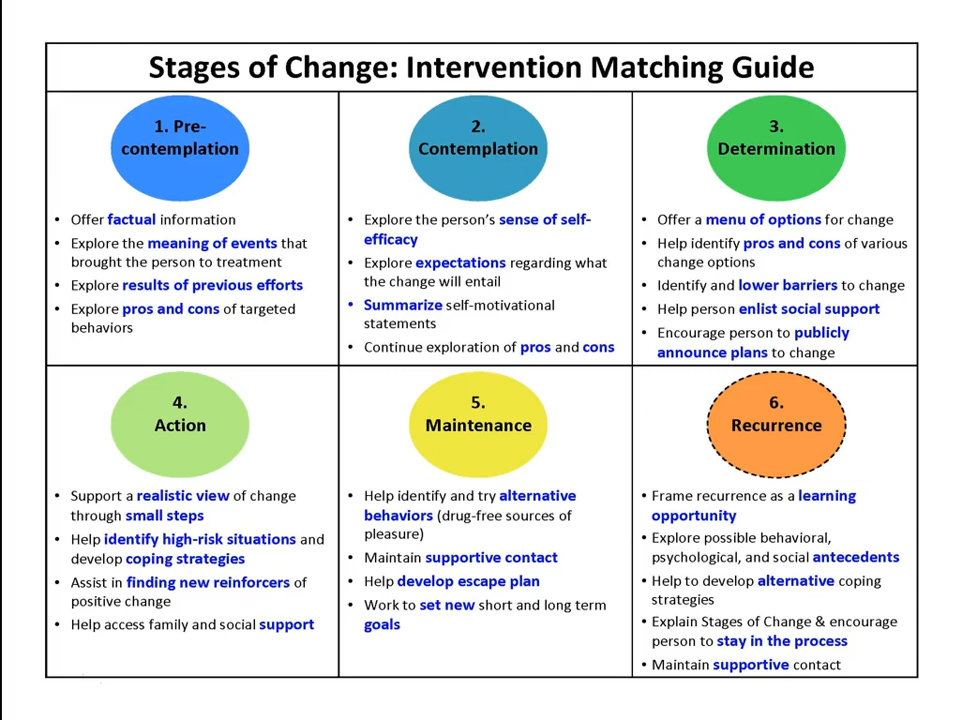 Stages of Change: Intervention Matching Guide
1. Pre-
contemplation
• Offer factual information
• Explore the meaning of events that
brought the person to treatment
• Explore results of previous efforts
• Explore pros and cons of targeted
behaviors
2.
Contemplation
• Explore the person's sense of self-
efficacy
• Explore expectations regarding what
the change will entail
• Summarize self-motivational
statements
• Continue exploration of pros and cons
3.
Determination
• Offer a menu of options for change
• Help identify pros and cons of various
change options
• Identify and lower barriers to change
• Help person enlist social support
• Encourage person to publicly
announce plans to change
4.
Action
• Support a realistic view of change
through small steps
• Help identify high-risk situations and
develop coping strategies
• Assist in finding new reinforcers of
positive change
• Help access family and social support
5.
Maintenance
• Help identify and try alternative
behaviors (drug-free sources of
pleasure)
• Maintain supportive contact
• Help develop escape plan
• Work to set new short and long term
goals
6.
Recurrence
• Frame recurrence as a learning
opportunity
• Explore possible behavioral,
psychological, and social antecedents
• Help to develop alternative coping
strategies
• Explain Stages of Change & encourage
person to stay in the process
• Maintain supportive contact